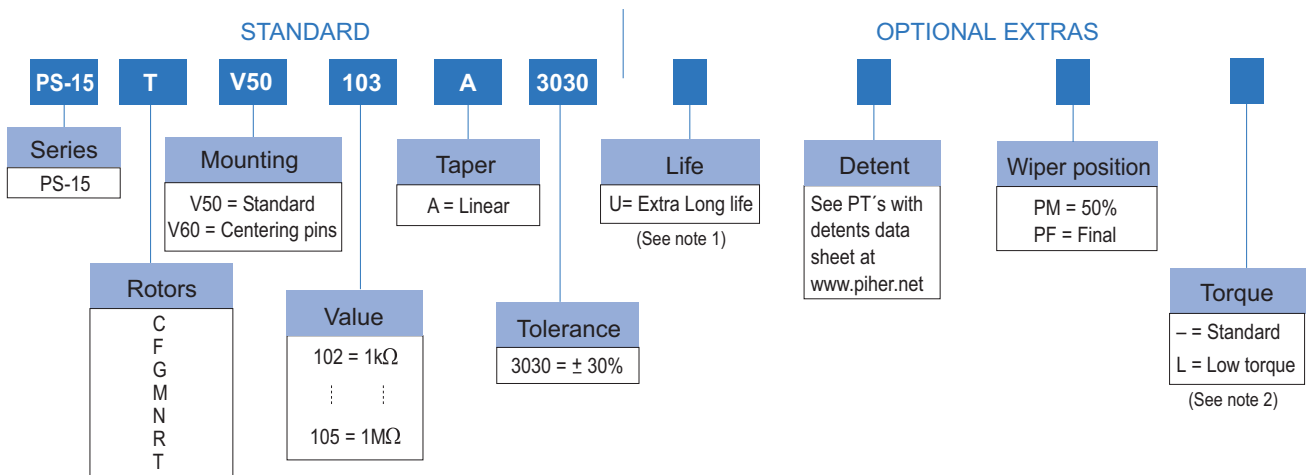 STANDARD
OPTIONAL EXTRAS
PS-15
T
V50
103
A
3030
Series
PS-15
Mounting
V50 = Standard
V60 = Centering pins
Taper
A = Linear
Life
U= Extra Long life
(See note 1)
Detent
See PT´s with
detents data
sheet at
www.piher.net
Wiper position
PM = 50%
PF = Final
Rotors
C
F
G
M
N
R
T
Value
102 = 1kΩ
105 = 1MΩ
Tolerance
3030 = ± 30%
Torque
– = Standard
L = Low torque
(See note 2)